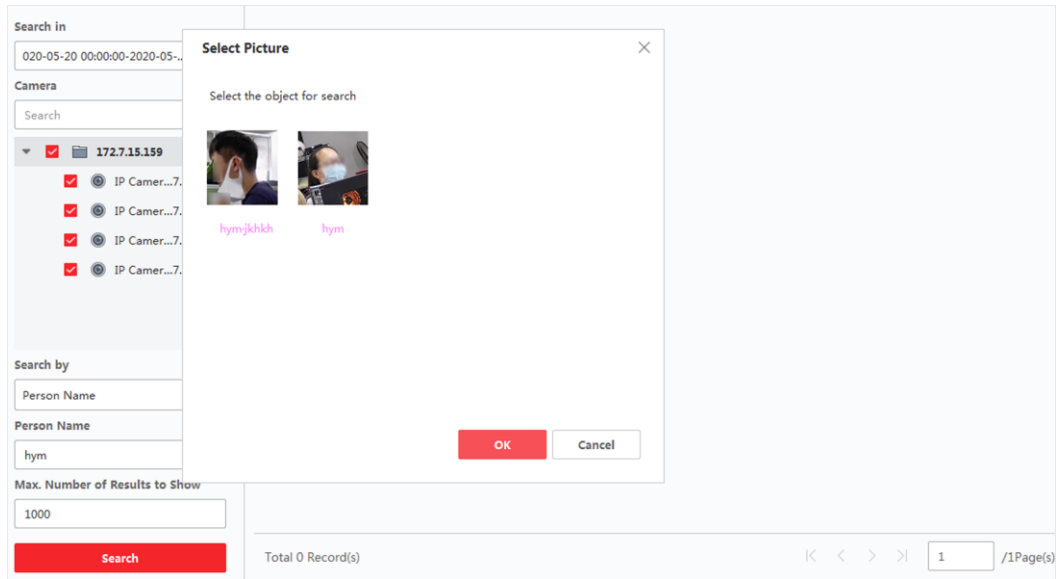 Search in
020-05-20 00:00:00-2020-05-..
Camera
Search
172.7.15.159
IP Camer...7.
IP Camer...7.
IP Camer...7.
IP Camer...7.
Search by
Person Name
Person Name
hym
Max. Number of Results to Show
1000
Search
Select Picture
Select the object for search
hym-jkhkh
hym
OK
Cancel
Total 0 Record(s)
1
/1Page(s)